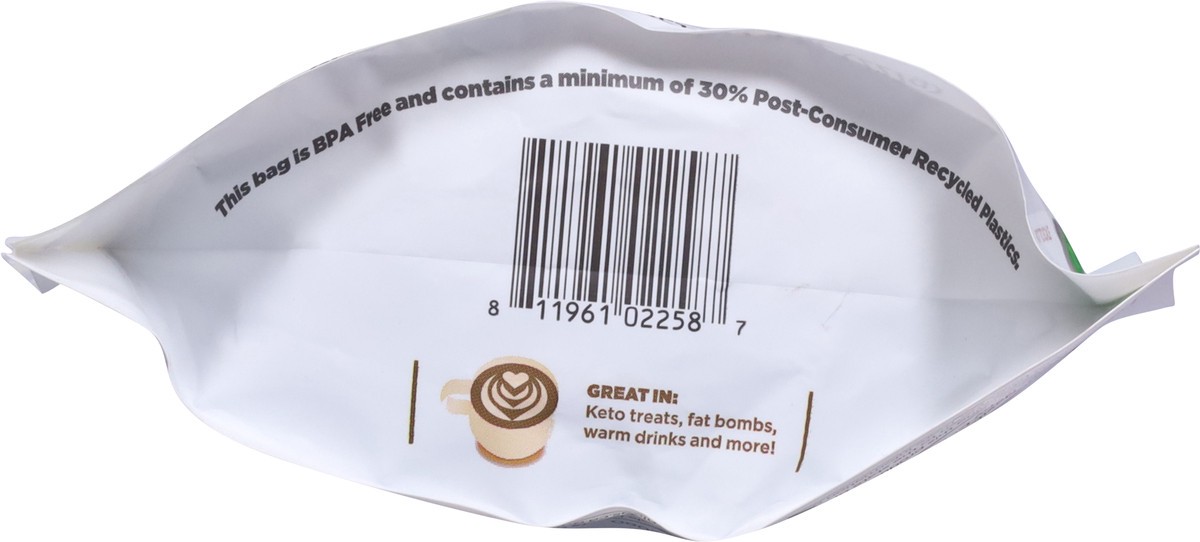 This bag is BPA Free and contains a minimum of 30% Post-Consumer Recycled Plastics.
8 11961 02258 7
GREAT IN:
Keto treats, fat bombs,
warm drinks and more!